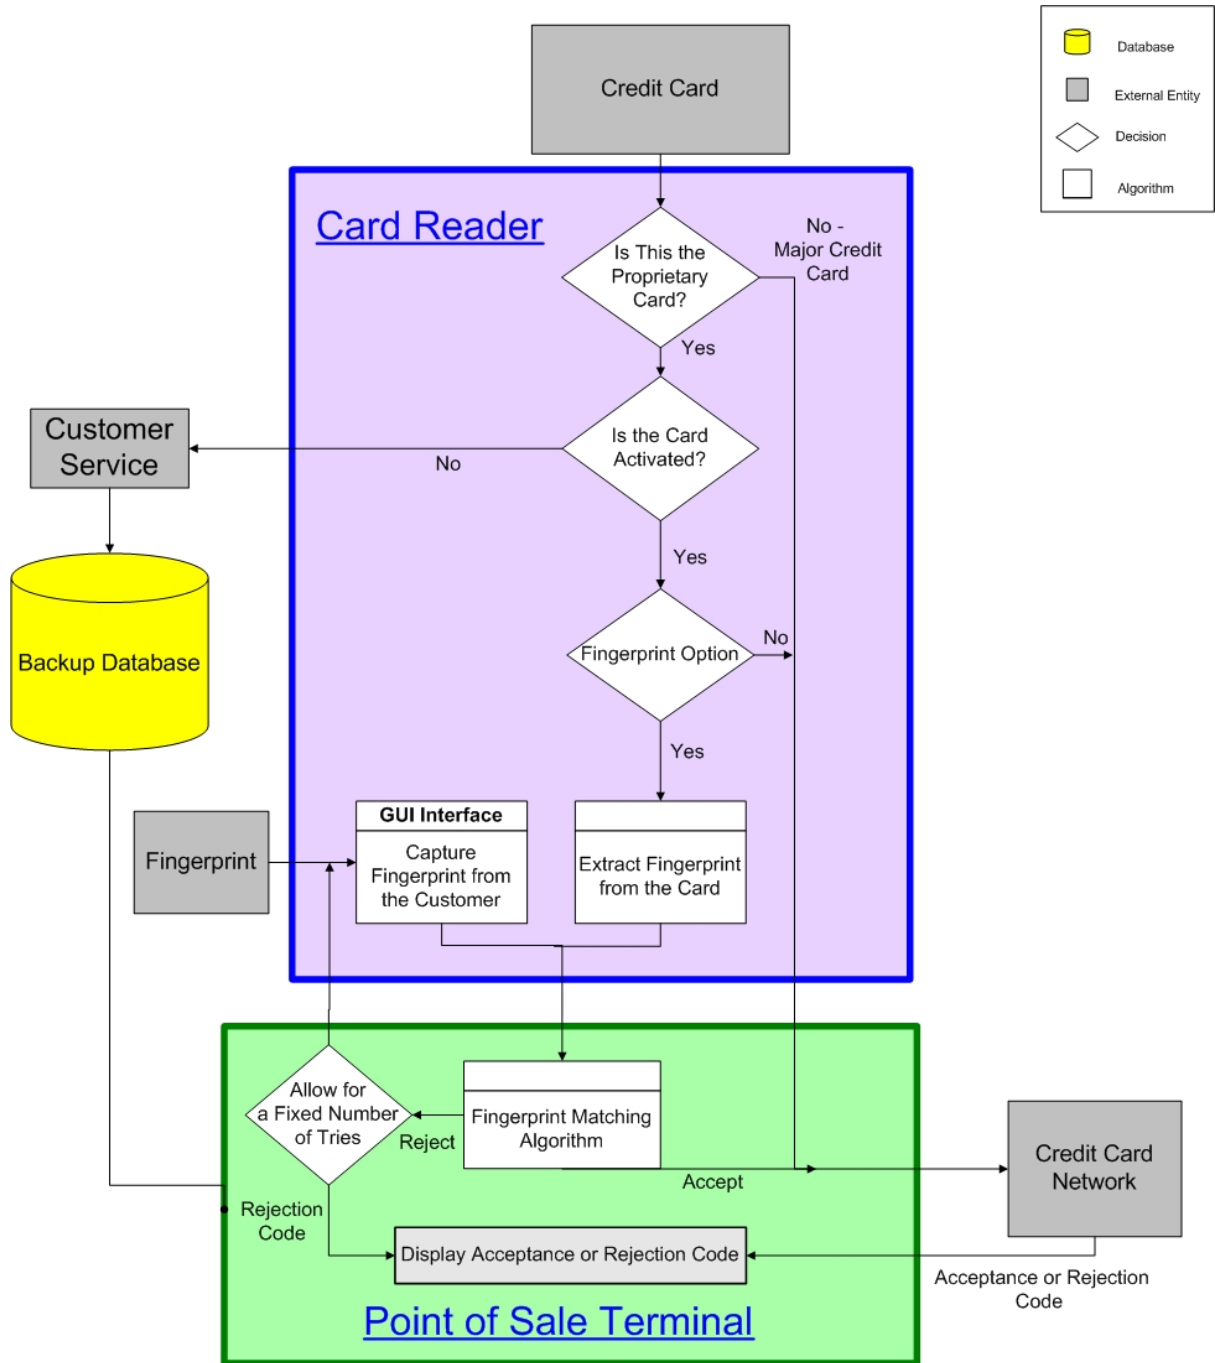 Credit Card
Database
External Entity
Decision
Algorithm
Card Reader
No -
Major Credit
Card
Is This the
Proprietary
Card?
Yes
Customer
Service
Is the Card
Activated?
No
Yes
Backup Database
Fingerprint Option
No
Yes
Fingerprint
GUI Interface
Capture
Fingerprint from
the Customer
Extract Fingerprint
from the Card
Allow for
a Fixed Number
of Tries
Reject
Fingerprint Matching
Algorithm
Accept
Credit Card
Network
Rejection
Code
Display Acceptance or Rejection Code
Acceptance or Rejection
Code
Point of Sale Terminal